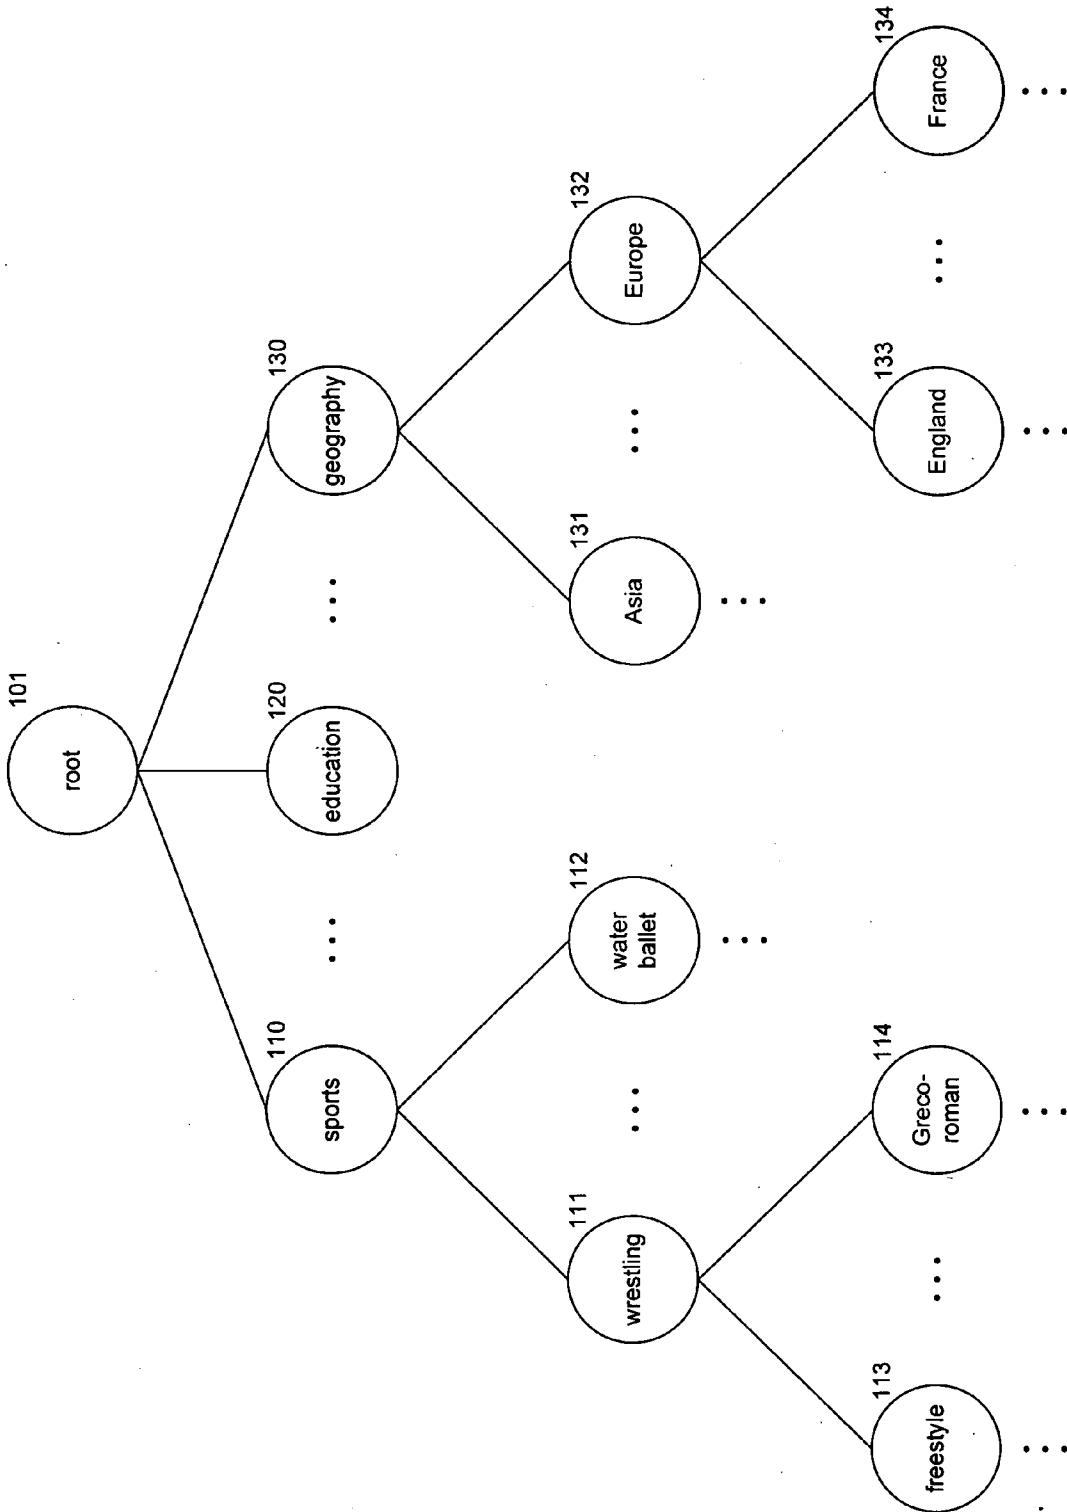 101
root
110
sports
120
education
130
geography
111
wrestling
112
water
ballet
131
Asia
132
Europe
113
freestyle
114
Greco-
roman
133
England
134
France